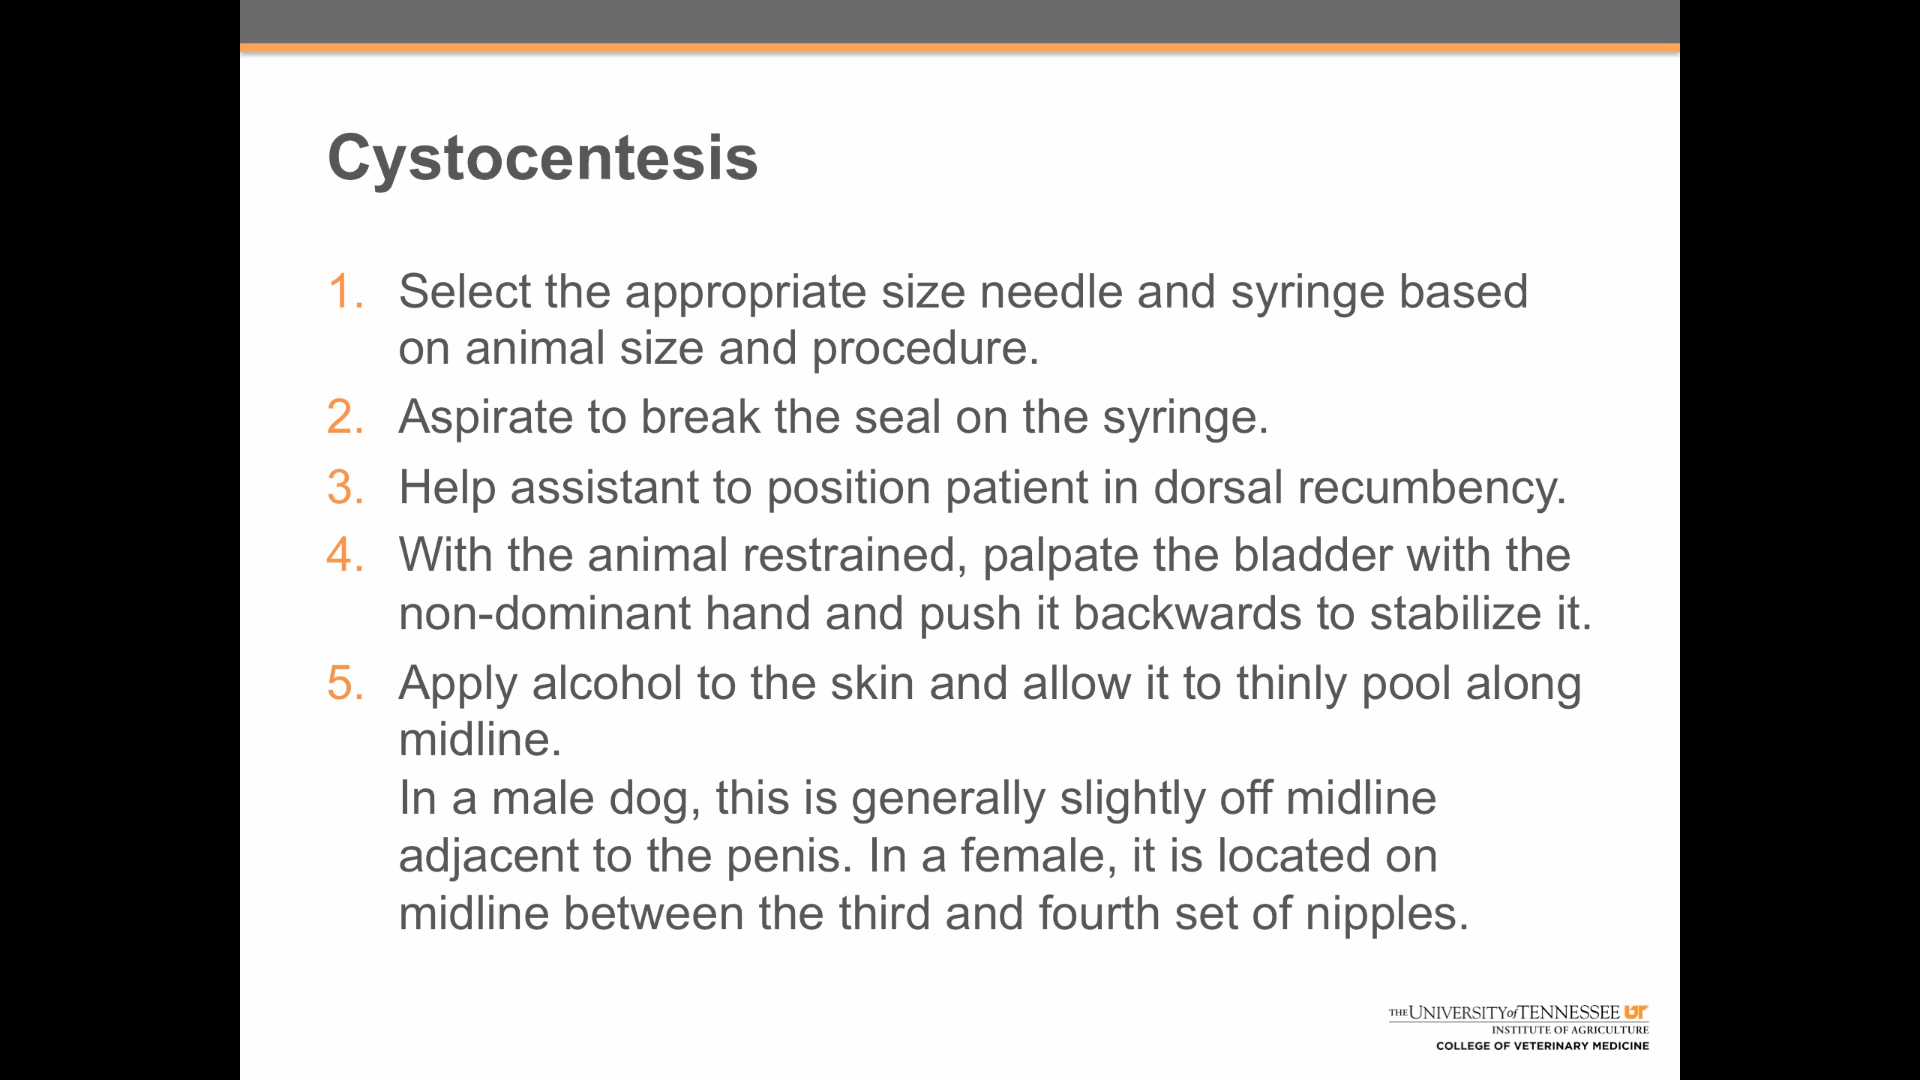 Cystocentesis
1. Select the appropriate size needle and syringe based
on animal size and procedure.
2. Aspirate to break the seal on the syringe.
3. Help assistant to position patient in dorsal recumbency.
4. With the animal restrained, palpate the bladder with the
non-dominant hand and push it backwards to stabilize it.
5. Apply alcohol to the skin and allow it to thinly pool along
midline.
In a male dog, this is generally slightly off midline
adjacent to the penis. In a female, it is located on
midline between the third and fourth set of nipples.
THE UNIVERSITY of TENNESSEE UT
INSTITUTE OF AGRICULTURE
COLLEGE OF VETERINARY MEDICINE